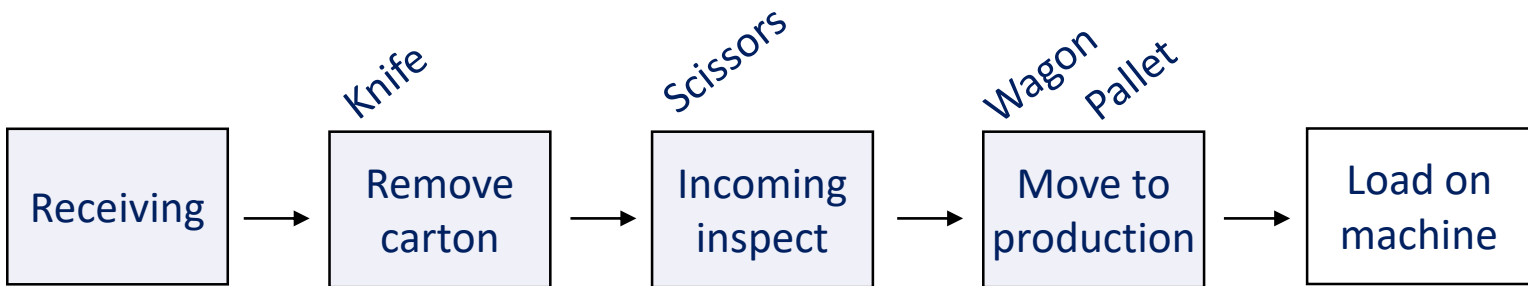 Knife
Scissors
Wagon
Pallet
Receiving
Remove
carton
Incoming
inspect
Move to
production
Load on
machine